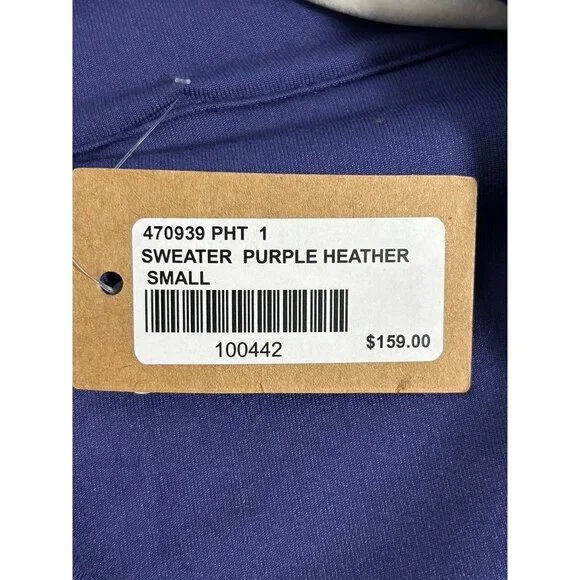 470939 PHT 1
SWEATER PURPLE HEATHER
SMALL
100442
$159.00